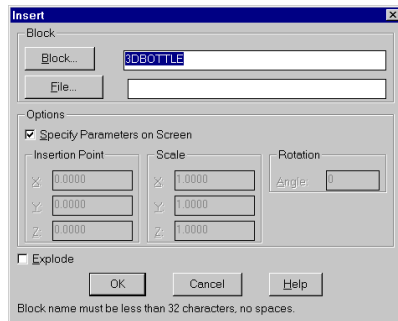 Insert
Block
Block... 3DBOTTLE
File...
Options
Specify Parameters on Screen
Insertion Point Scale Rotation
X: 0.0000 X: 1.0000 Angle: 0
Y: 0.0000 Y: 1.0000
Z: 0.0000 Z: 1.0000
Explode
OK Cancel Help
Block name must be less than 32 characters, no spaces.